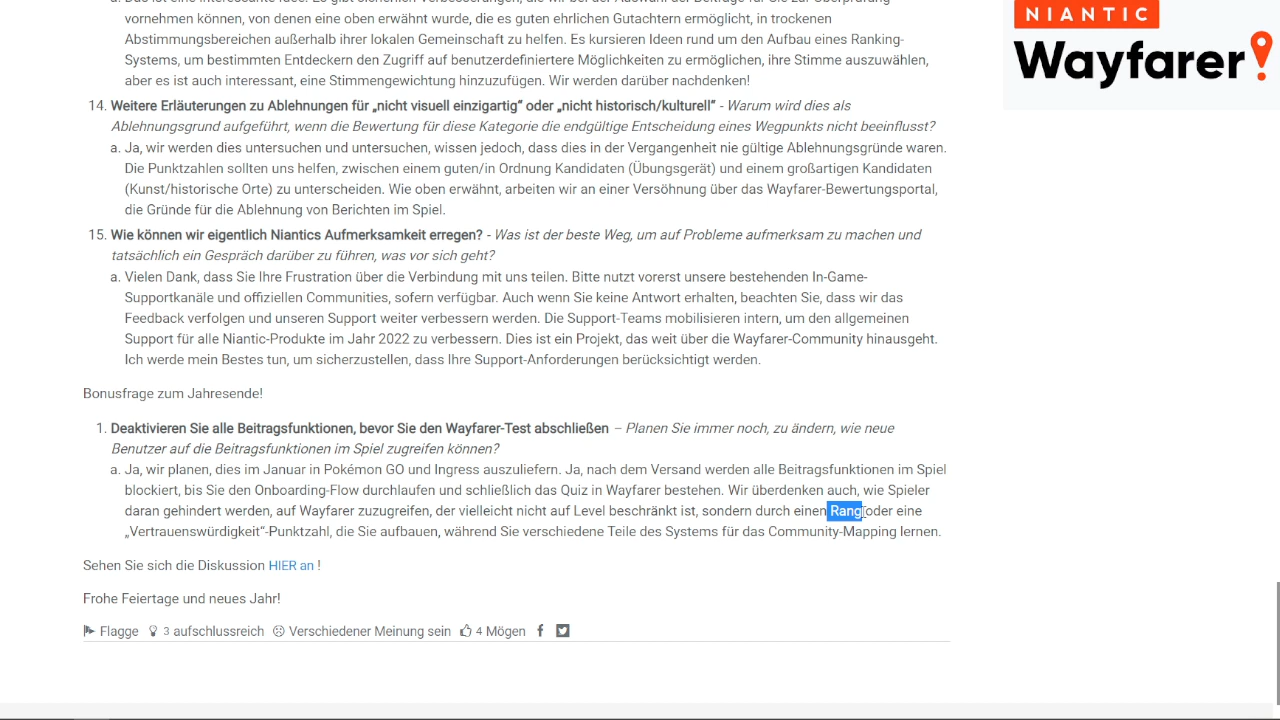 a. Das ist eine interessante Idee. Es gibt sicherlich Verbesserungen, die wir bei der Auswahl der Beiträge für Sie zur Überprüfung
vornehmen können, von denen eine oben erwähnt wurde, die es guten ehrlichen Gutachtern ermöglicht, in trockenen
Abstimmungsbereichen außerhalb ihrer lokalen Gemeinschaft zu helfen. Es kursieren Ideen rund um den Aufbau eines Ranking-
Systems, um bestimmten Entdeckern den Zugriff auf benutzerdefiniertere Möglichkeiten zu ermöglichen, ihre Stimme auszuwählen,
aber es ist auch interessant, eine Stimmengewichtung hinzuzufügen. Wir werden darüber nachdenken!
14. Weitere Erläuterungen zu Ablehnungen für „nicht visuell einzigartig“ oder „nicht historisch/kulturell“ - Warum wird dies als
Ablehnungsgrund aufgeführt, wenn die Bewertung für diese Kategorie die endgültige Entscheidung eines Wegpunkts nicht beeinflusst?
a. Ja, wir werden dies untersuchen und untersuchen, wissen jedoch, dass dies in der Vergangenheit nie gültige Ablehnungsgründe waren.
Die Punktzahlen sollten uns helfen, zwischen einem guten/in Ordnung Kandidaten (Übungsgerät) und einem großartigen Kandidaten
(Kunst/historische Orte) zu unterscheiden. Wie oben erwähnt, arbeiten wir an einer Versöhnung über das Wayfarer-Bewertungsportal,
die Gründe für die Ablehnung von Berichten im Spiel.
15. Wie können wir eigentlich Niantics Aufmerksamkeit erregen? - Was ist der beste Weg, um auf Probleme aufmerksam zu machen und
tatsächlich ein Gespräch darüber zu führen, was vor sich geht?
a. Vielen Dank, dass Sie Ihre Frustration über die Verbindung mit uns teilen. Bitte nutzt vorerst unsere bestehenden In-Game-
Supportkanäle und offiziellen Communities, sofern verfügbar. Auch wenn Sie keine Antwort erhalten, beachten Sie, dass wir das
Feedback verfolgen und unseren Support weiter verbessern werden. Die Support-Teams mobilisieren intern, um den allgemeinen
Support für alle Niantic-Produkte im Jahr 2022 zu verbessern. Dies ist ein Projekt, das weit über die Wayfarer-Community hinausgeht.
Ich werde mein Bestes tun, um sicherzustellen, dass Ihre Support-Anforderungen berücksichtigt werden.
Bonusfrage zum Jahresende!
1. Deaktivieren Sie alle Beitragsfunktionen, bevor Sie den Wayfarer-Test abschließen – Planen Sie immer noch, zu ändern, wie neue
Benutzer auf die Beitragsfunktionen im Spiel zugreifen können?
a. Ja, wir planen, dies im Januar in Pokémon GO und Ingress auszuliefern. Ja, nach dem Versand werden alle Beitragsfunktionen im Spiel
blockiert, bis Sie den Onboarding-Flow durchlaufen und schließlich das Quiz in Wayfarer bestehen. Wir überdenken auch, wie Spieler
daran gehindert werden, auf Wayfarer zuzugreifen, der vielleicht nicht auf Level beschränkt ist, sondern durch einen Rang oder eine
„Vertrauenswürdigkeit“-Punktzahl, die Sie aufbauen, während Sie verschiedene Teile des Systems für das Community-Mapping lernen.
Sehen Sie sich die Diskussion HIER an !
Frohe Feiertage und neues Jahr!
Flagge 3 aufschlussreich Verschiedener Meinung sein 4 Mögen
NIANTIC
Wayfarer